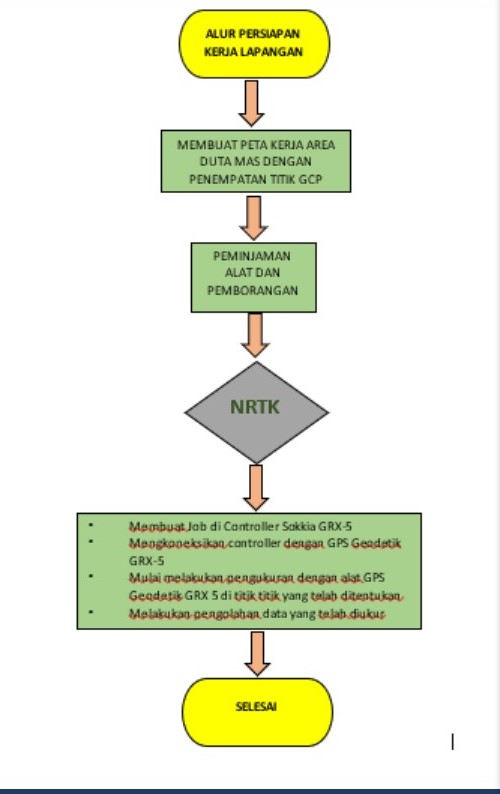 ALUR PERSIAPAN
KERJA LAPANGAN
MEMBUAT PETA KERJA AREA
DUTA MAS DENGAN
PENEMPATAN TITIK GCP
PEMINJAMAN
ALAT DAN
PEMBORANGAN
NRTK
• Membuat Job di Controller Sokkia GRX-5
• Mengkoneksikan controller dengan GPS Geodetik
GRX-5
• Mulai melakukan pengukuran dengan alat GPS
Geodetik GRX 5 di titik titik yang telah ditentukan
• Melakukan pengolahan data yang telah diukur
SELESAI